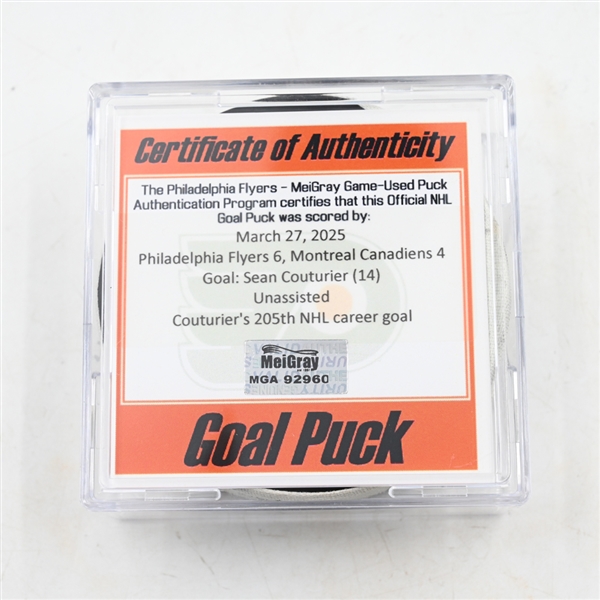 Certificate of Authenticity
The Philadelphia Flyers - MeiGray Game-Used Puck
Authentication Program certifies that this Official NHL
Goal Puck was scored by:
March 27, 2025
Philadelphia Flyers 6, Montreal Canadiens 4
Goal: Sean Couturier (14)
Unassisted
Couturier's 205th NHL career goal
MeiGray
MGA 92960
Goal Puck